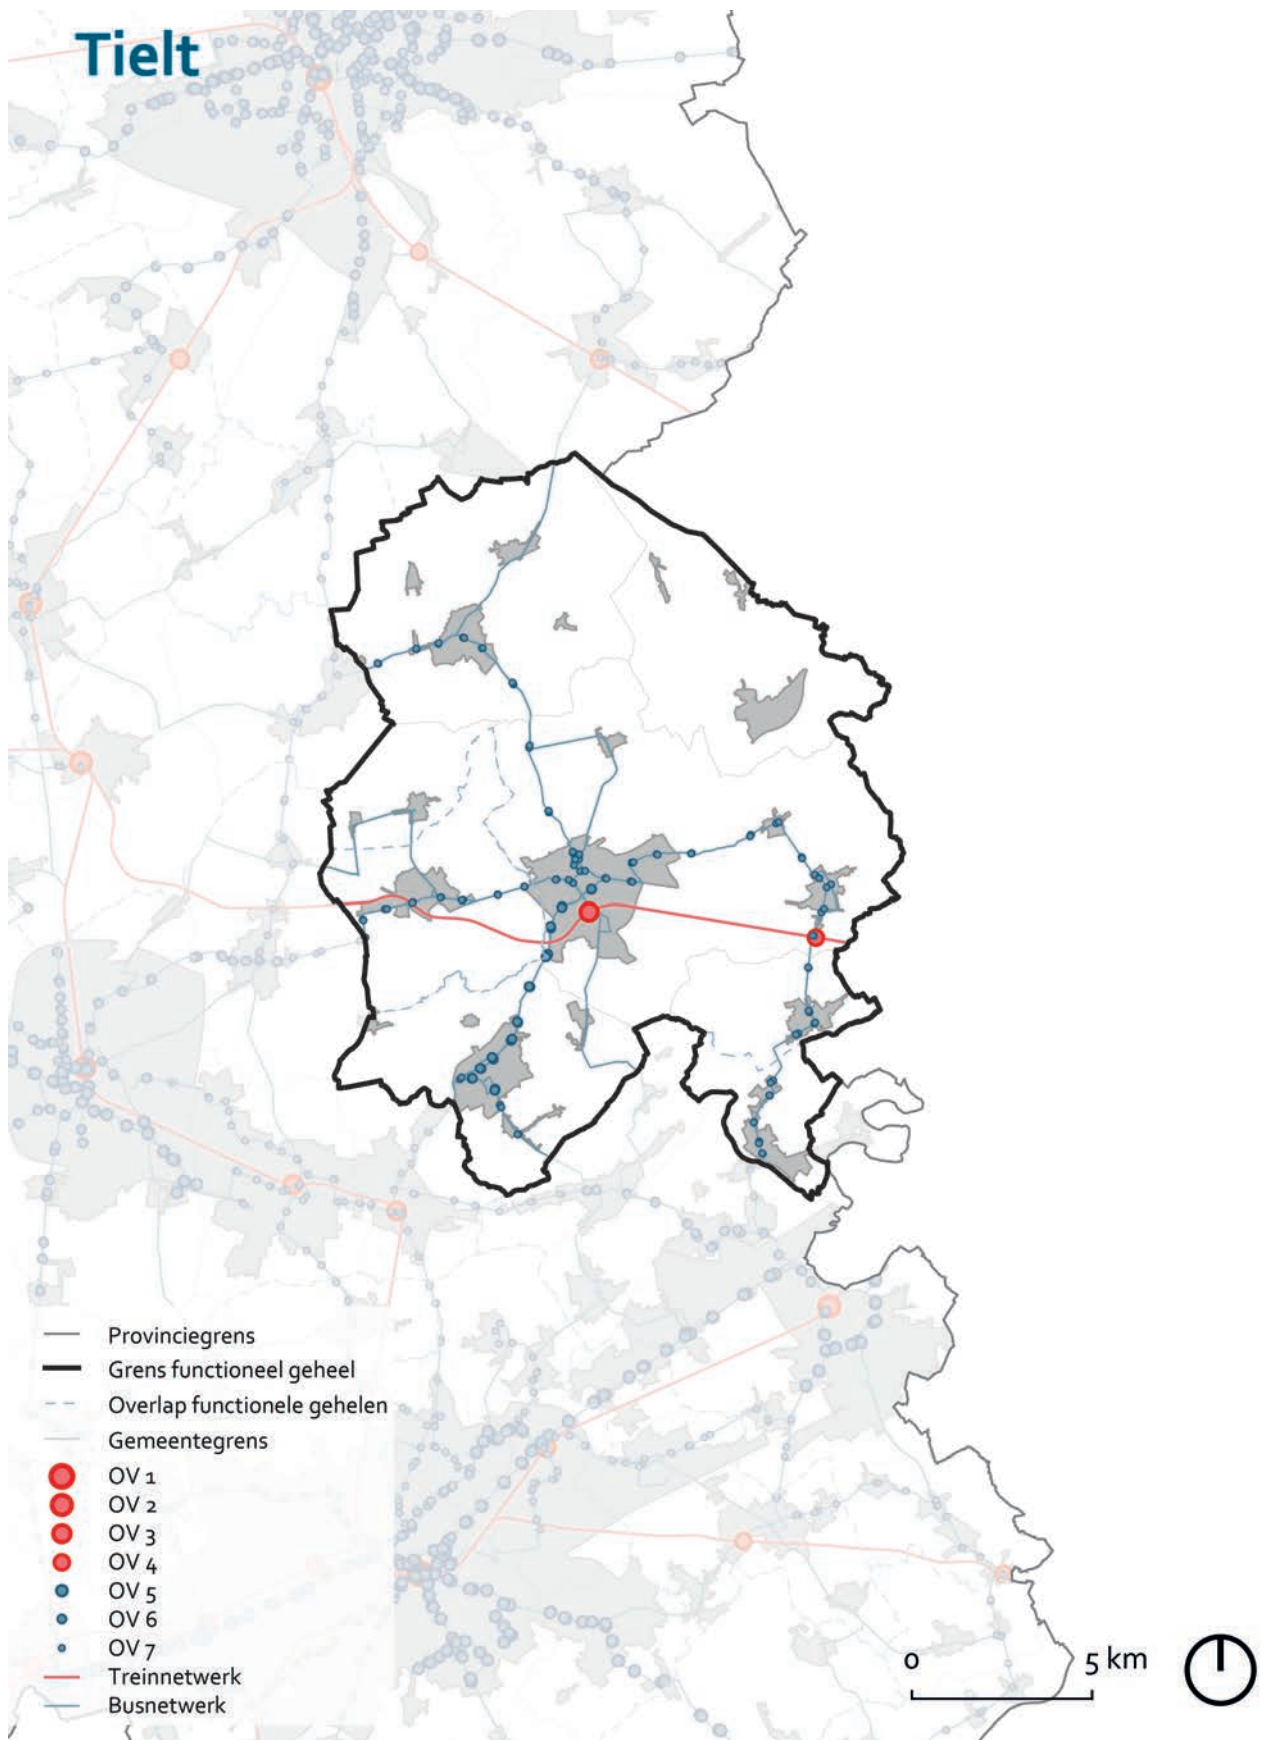 Tielt
Provinciegrens
Grens functioneel geheel
Overlap functionele gehelen
Gemeentegrens
OV 1
OV 2
OV 3
OV 4
OV 5
OV 6
OV 7
Treinnetwerk
Busnetwerk
0 5 km